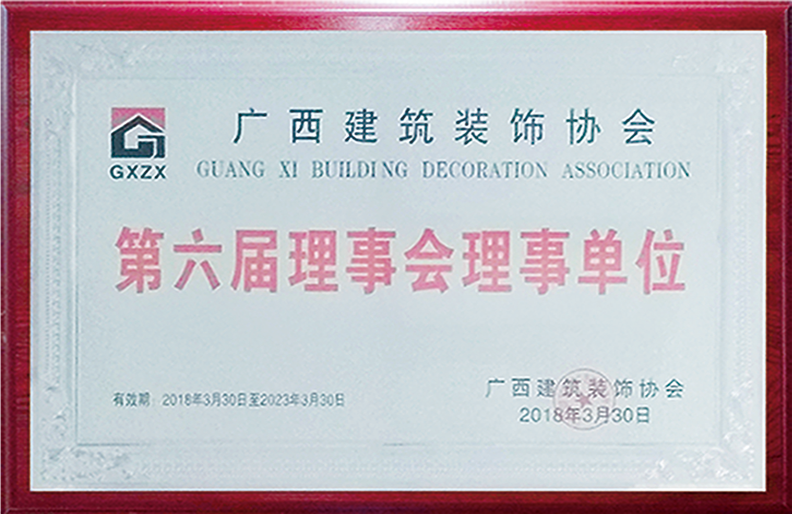 广西建筑装饰协会
GXZX
GUANG XI BUILDING DECORATION ASSOCIATION
第六届理事会理事单位
有效期：2018年3月30日至2023年3月30日
广西建筑装饰协会
2018年3月30日